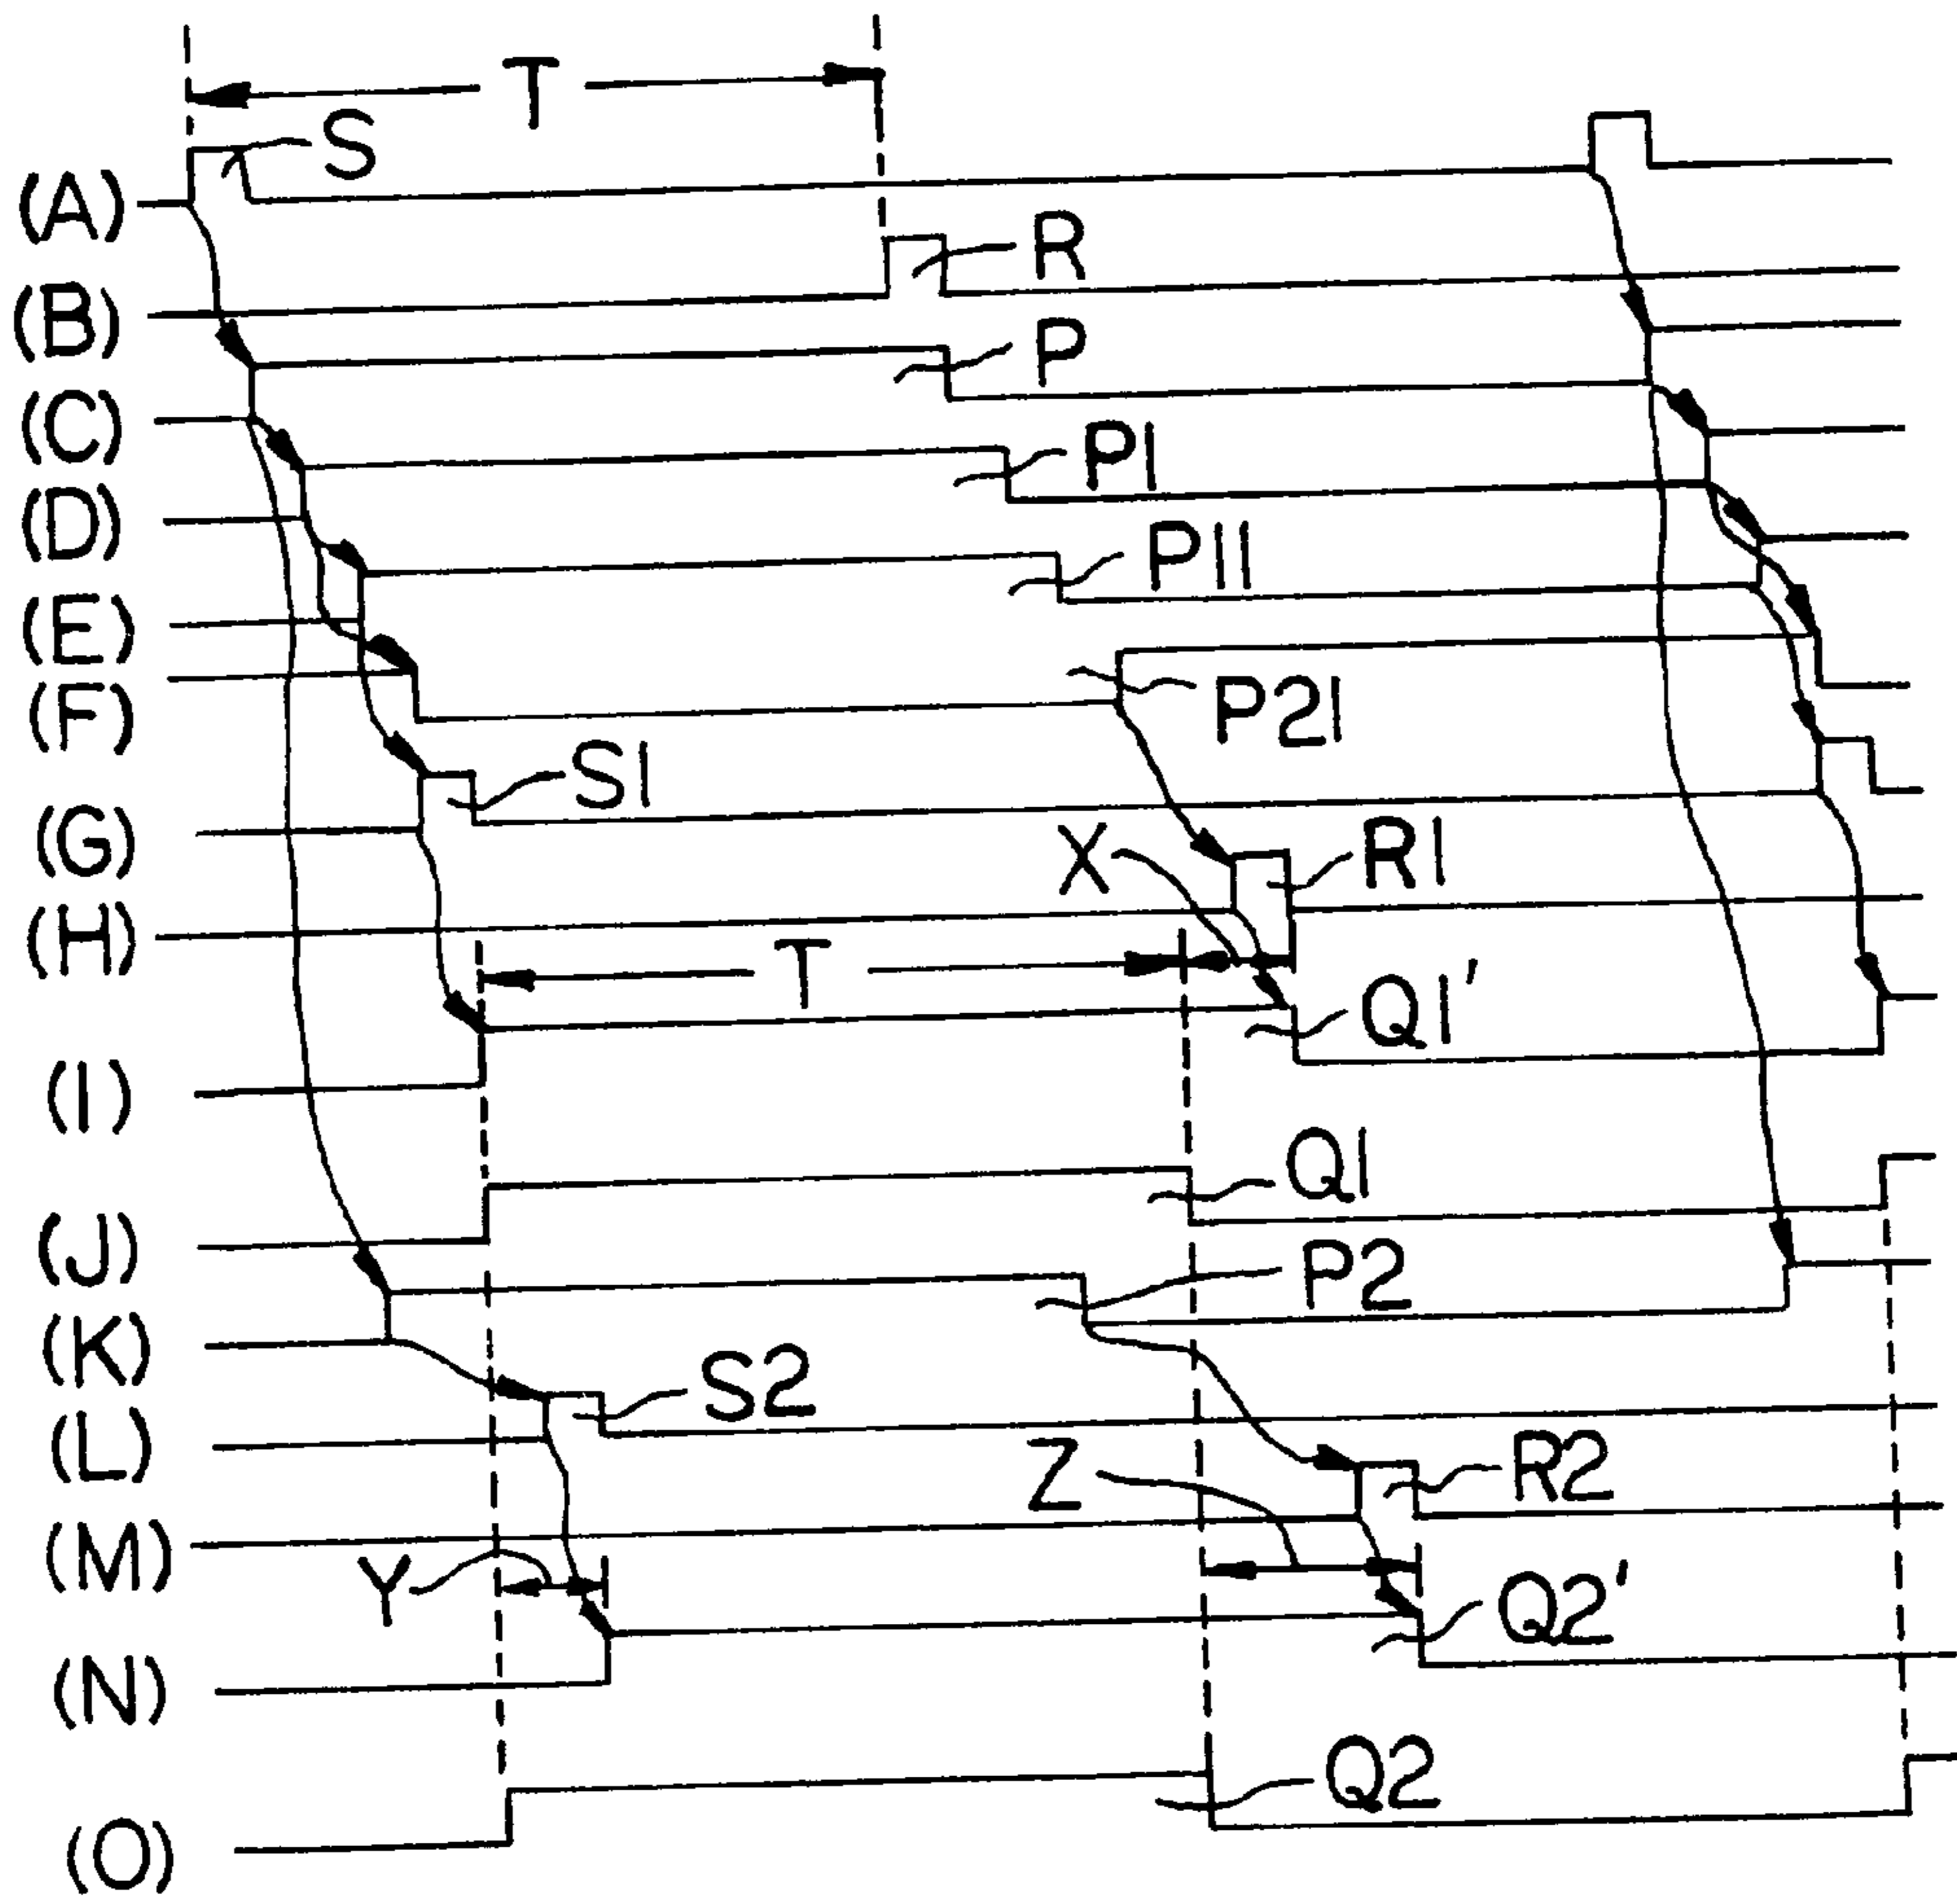 T
S
(A)
R
(B)
P
(C)
P1
(D)
P11
(E)
P21
(F)
S1
(G)
X
R1
(H)
T
Q1'
(I)
Q1
(J)
P2
(K)
S2
(L)
Z
R2
(M)
Y
Q2'
(N)
Q2
(O)